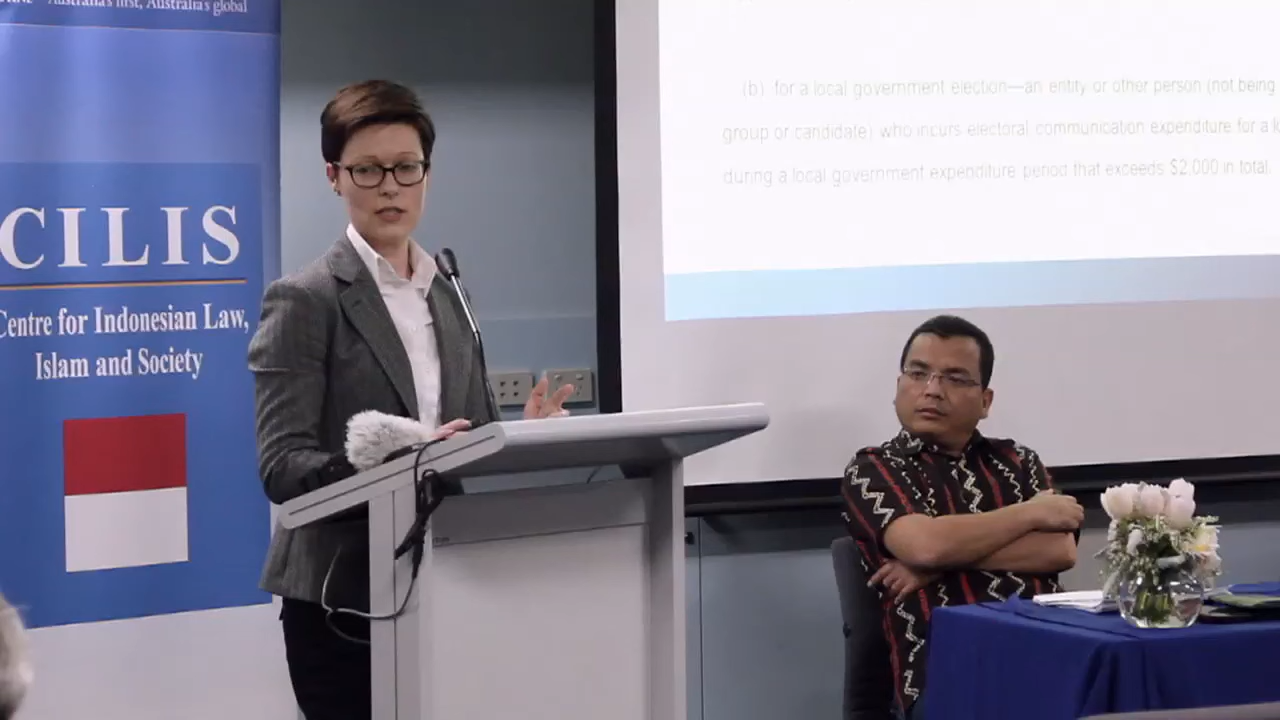 Australia's first, Australia's global
CILIS
Centre for Indonesian Law,
Islam and Society
(b) for a local government election—an entity or other person (not being
group or candidate) who incurs electoral communication expenditure for a
during a local government expenditure period that exceeds $2,000 in total.